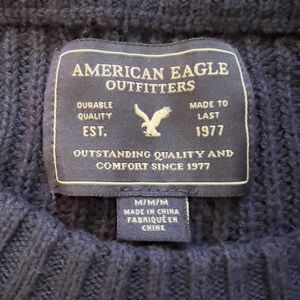 AMERICAN EAGLE
OUTFITTERS
DURABLE
QUALITY
MADE TO
LAST
EST.
1977
OUTSTANDING QUALITY AND
COMFORT SINCE 1977
M/M/M
MADE IN CHINA
FABRIQUÉ EN
CHINE